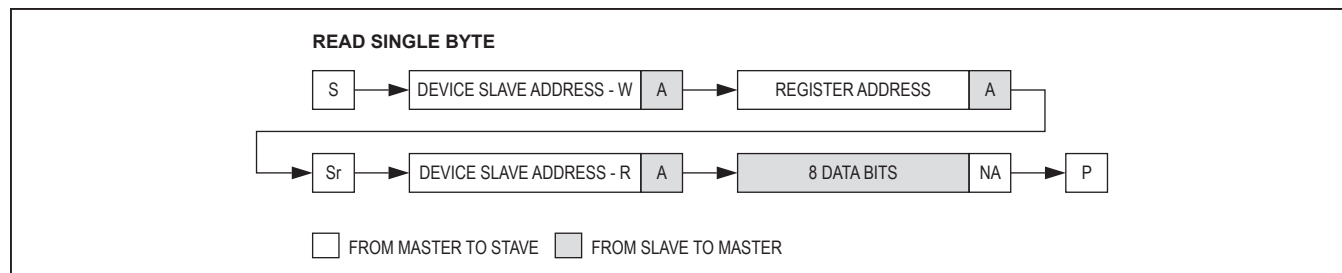 READ SINGLE BYTE
S DEVICE SLAVE ADDRESS - W A REGISTER ADDRESS A
Sr DEVICE SLAVE ADDRESS - R A 8 DATA BITS NA P
FROM MASTER TO STAVE FROM SLAVE TO MASTER